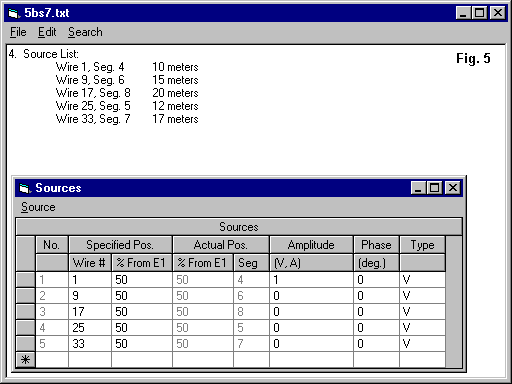 5bs7.txt
File Edit Search
4. Source List:
Fig. 5
Wire 1, Seg. 4 10 meters
Wire 9, Seg. 6 15 meters
Wire 17, Seg. 8 20 meters
Wire 25, Seg. 5 12 meters
Wire 33, Seg. 7 17 meters
Sources
Source
Sources
No. Specified Pos. Actual Pos. Amplitude Phase Type
Wire # % From E1 % From E1 Seg (V, A) (deg.)
1 1 50 50 4 1 0 V
2 9 50 50 6 0 0 V
3 17 50 50 8 0 0 V
4 25 50 50 5 0 0 V
5 33 50 50 7 0 0 V